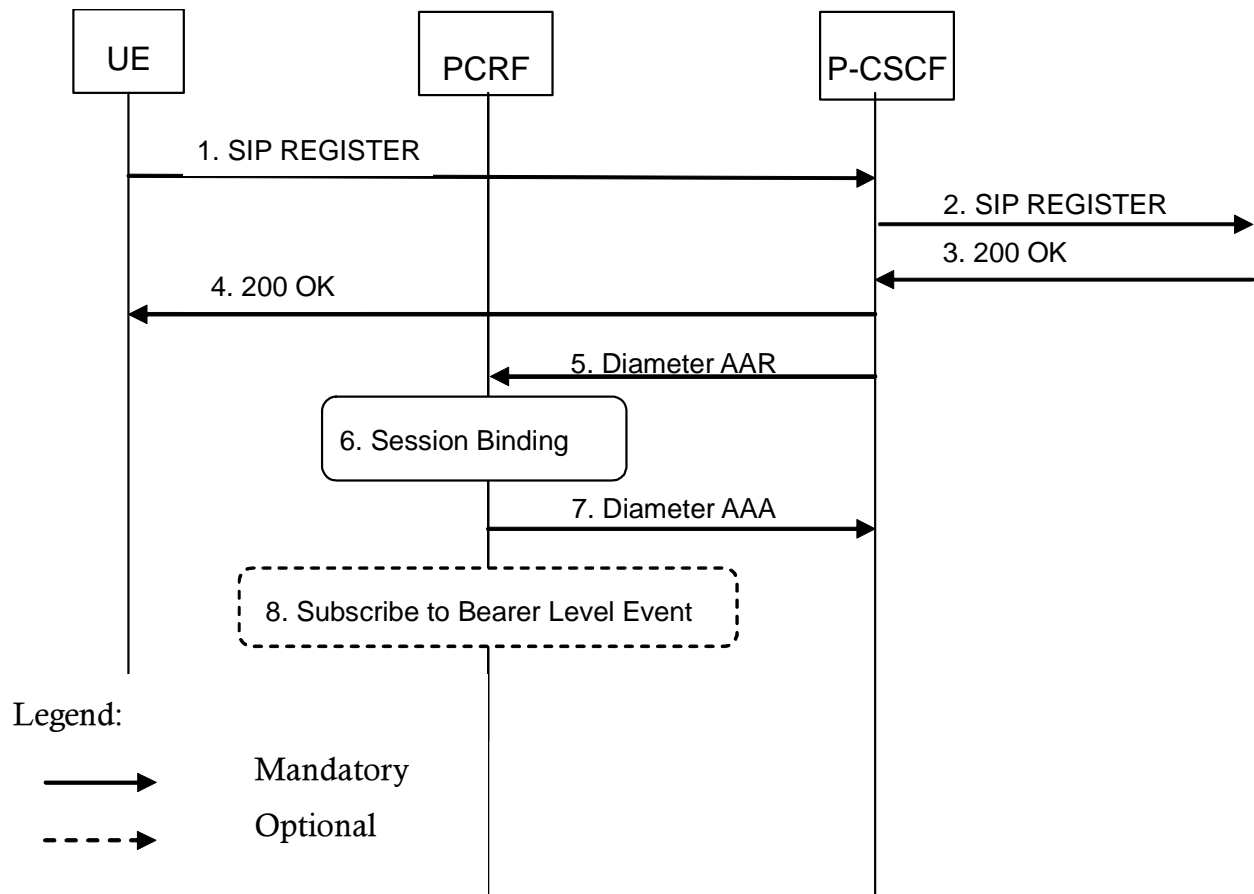 UE
PCRF
P-CSCF
1. SIP REGISTER
2. SIP REGISTER
3. 200 OK
4. 200 OK
5. Diameter AAR
6. Session Binding
7. Diameter AAA
8. Subscribe to Bearer Level Event
Legend:
Mandatory
Optional